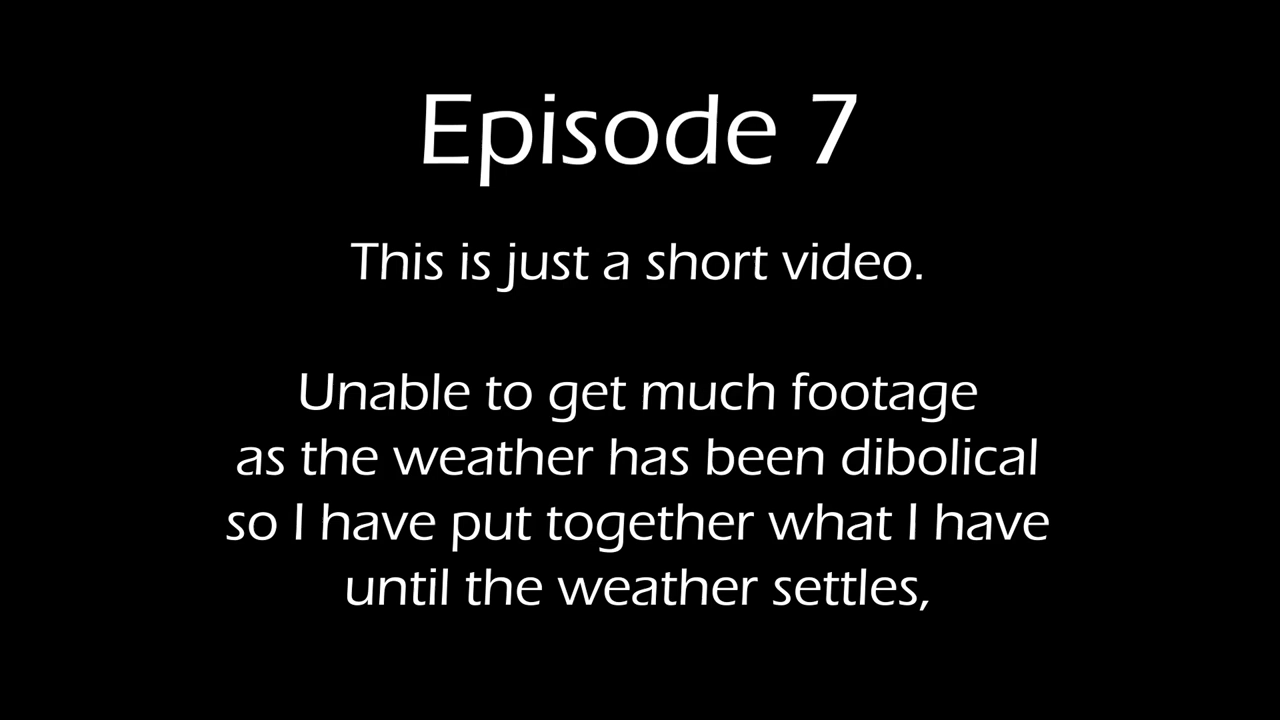 Episode 7
This is just a short video.
Unable to get much footage
as the weather has been dibolical
so I have put together what I have
until the weather settles,